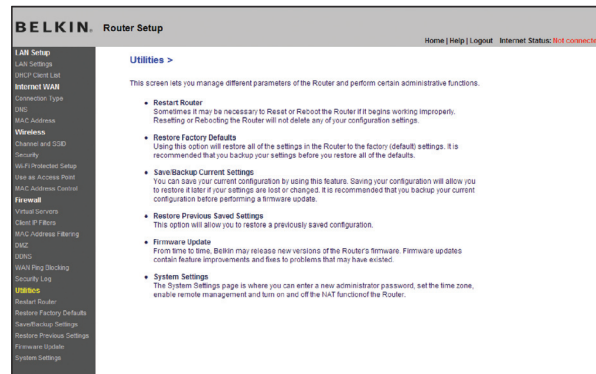 BELKIN. Router Setup
Home | Help | Logout Internet Status: Not connected
LAN Setup
LAN Settings
DHCP Client List
Internet WAN
Connection Type
DNS
MAC Address
Wireless
Channel and SSID
Security
Wi-Fi Protected Setup
Use as Access Point
MAC Address Control
Firewall
Virtual Servers
Client IP Filters
MAC Address Filtering
DMZ
DDNS
WAN Ping Blocking
Security Log
Utilities
Restart Router
Restore Factory Defaults
Save/Backup Settings
Restore Previous Settings
Firmware Update
System Settings
Utilities >
This screen lets you manage different parameters of the Router and perform certain administrative functions.
• Restart Router
Sometimes it may be necessary to Reset or Reboot the Router if it begins working improperly.
Resetting or Rebooting the Router will not delete any of your configuration settings.
• Restore Factory Defaults
Using this option will restore all of the settings in the Router to the factory (default) settings. It is
recommended that you backup your settings before you restore all of the defaults.
• Save/Backup Current Settings
You can save your current configuration by using this feature. Saving your configuration will allow you
to restore it later if your settings are lost or changed. It is recommended that you backup your current
configuration before performing a firmware update.
• Restore Previous Saved Settings
This option will allow you to restore a previously saved configuration.
• Firmware Update
From time to time, Belkin may release new versions of the Router's firmware. Firmware updates
contain feature improvements and fixes to problems that may have existed.
• System Settings
The System Settings page is where you can enter a new administrator password, set the time zone,
enable remote management and turn on and off the NAT functionof the Router.